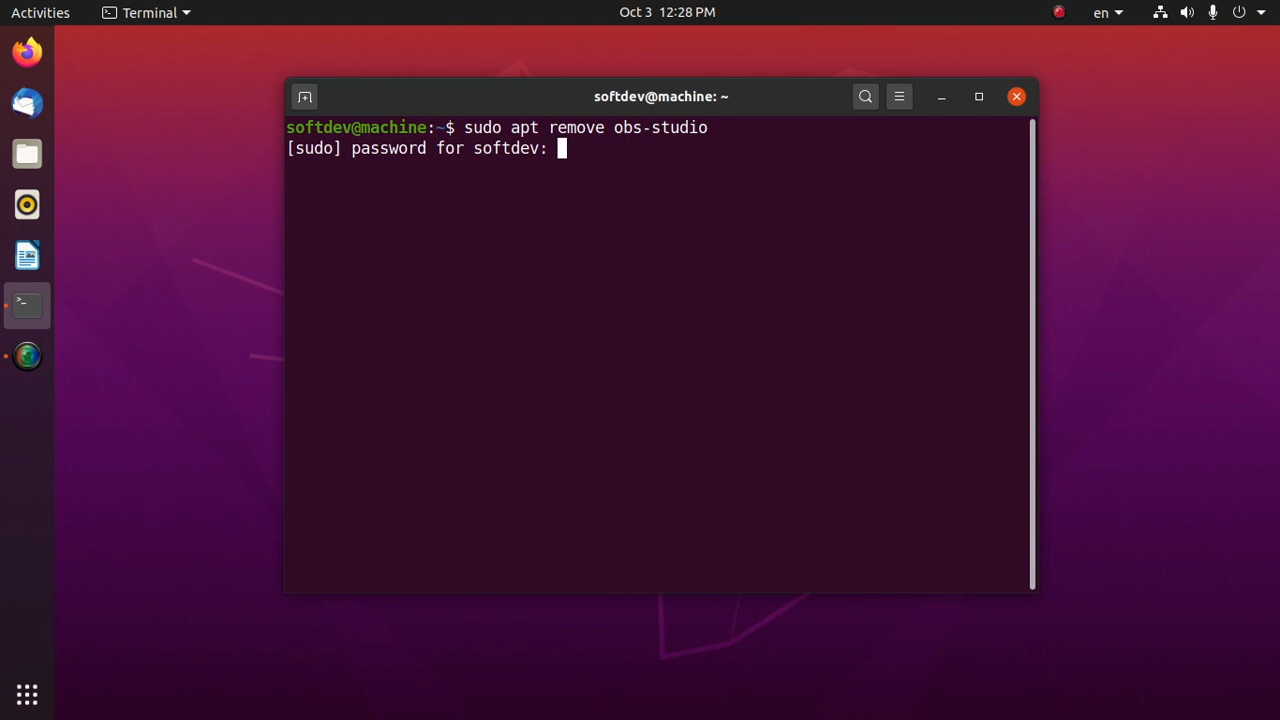 Activities
Terminal
Oct 3 12:28 PM
en
softdev@machine: ~
softdev@machine:~$ sudo apt remove obs-studio
[sudo] password for softdev: